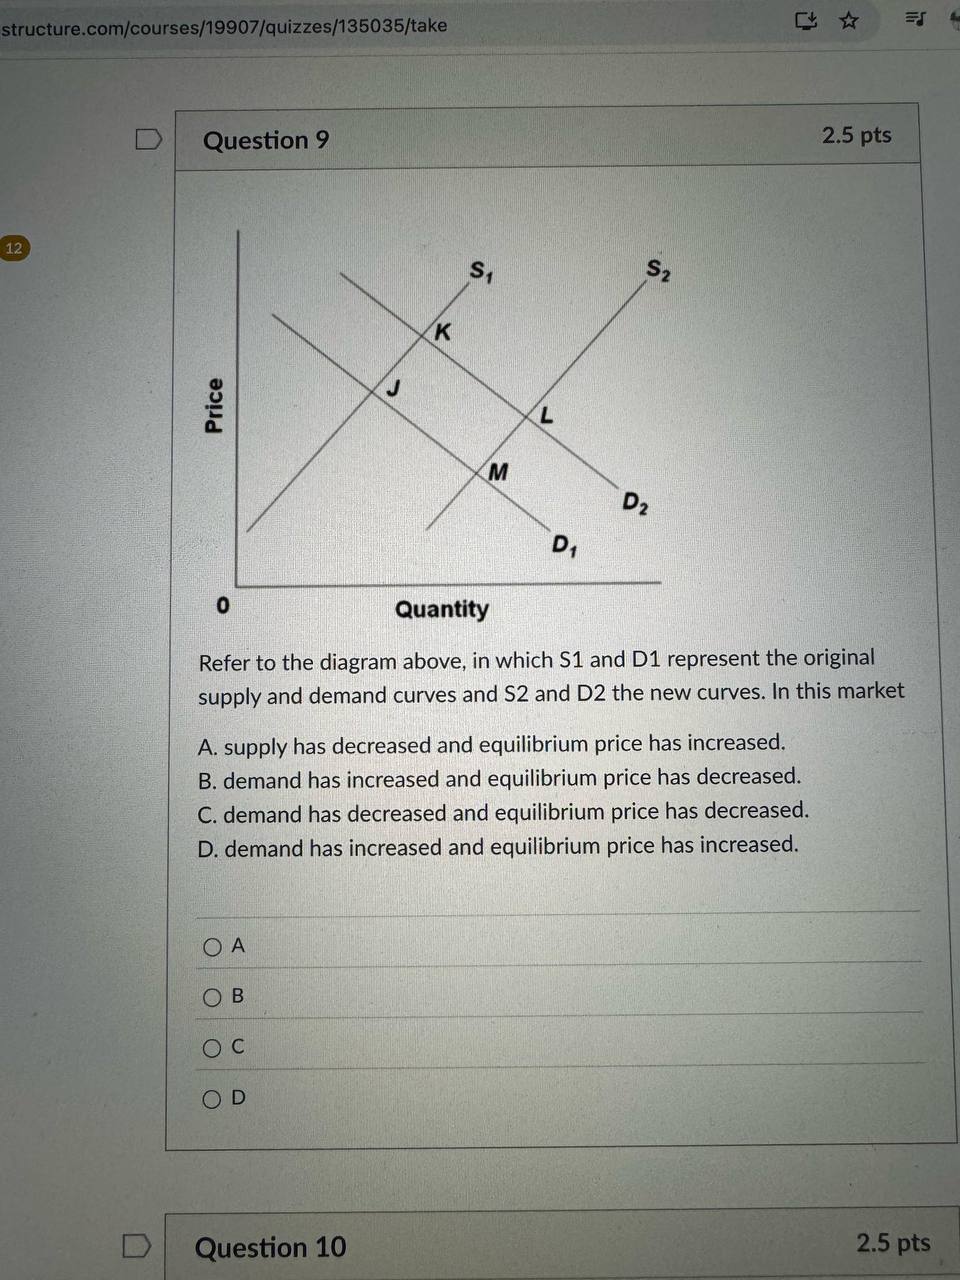 structure.com/courses/19907/quizzes/135035/take
Question 9
2.5 pts
12
S1
S2
K
J
L
M
D2
D1
Price
0
Quantity
Refer to the diagram above, in which S1 and D1 represent the original
supply and demand curves and S2 and D2 the new curves. In this market
A. supply has decreased and equilibrium price has increased.
B. demand has increased and equilibrium price has decreased.
C. demand has decreased and equilibrium price has decreased.
D. demand has increased and equilibrium price has increased.
A
B
C
D
Question 10
2.5 pts